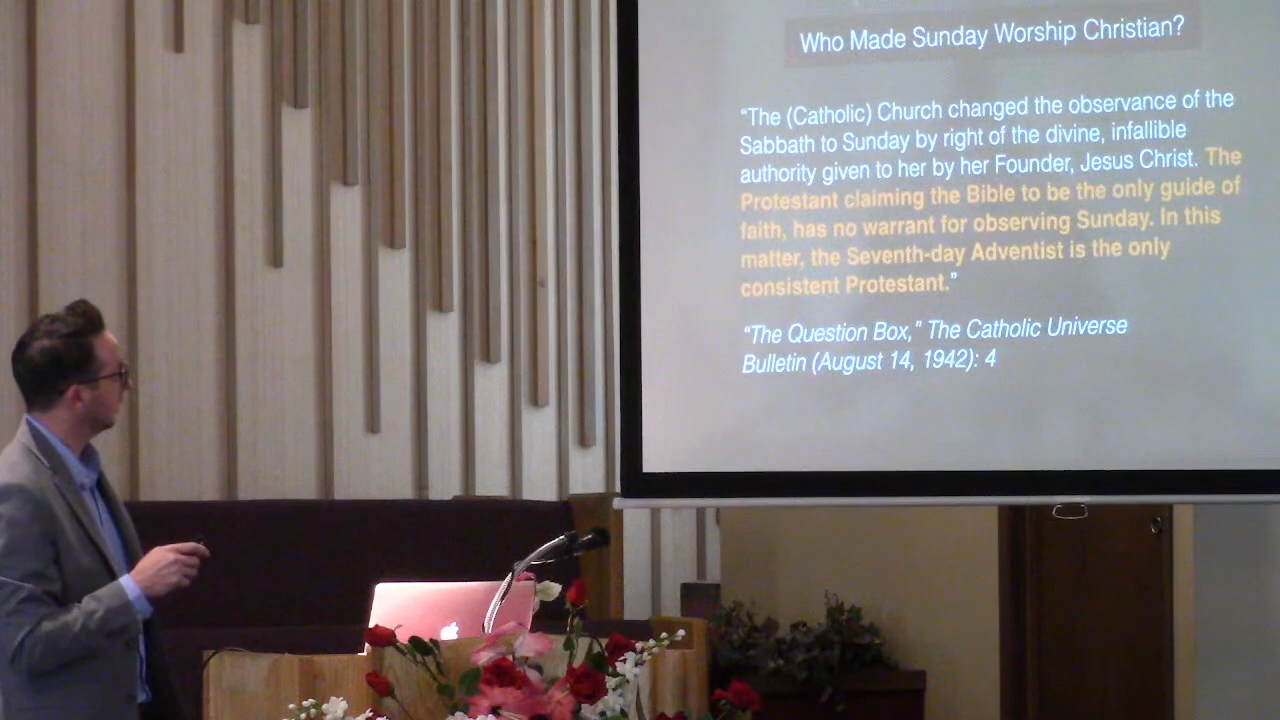 Who Made Sunday Worship Christian?
“The (Catholic) Church changed the observance of the
Sabbath to Sunday by right of the divine, infallible
authority given to her by her Founder, Jesus Christ. The
Protestant claiming the Bible to be the only guide of
faith, has no warrant for observing Sunday. In this
matter, the Seventh-day Adventist is the only
consistent Protestant.”
“The Question Box,” The Catholic Universe
Bulletin (August 14, 1942): 4